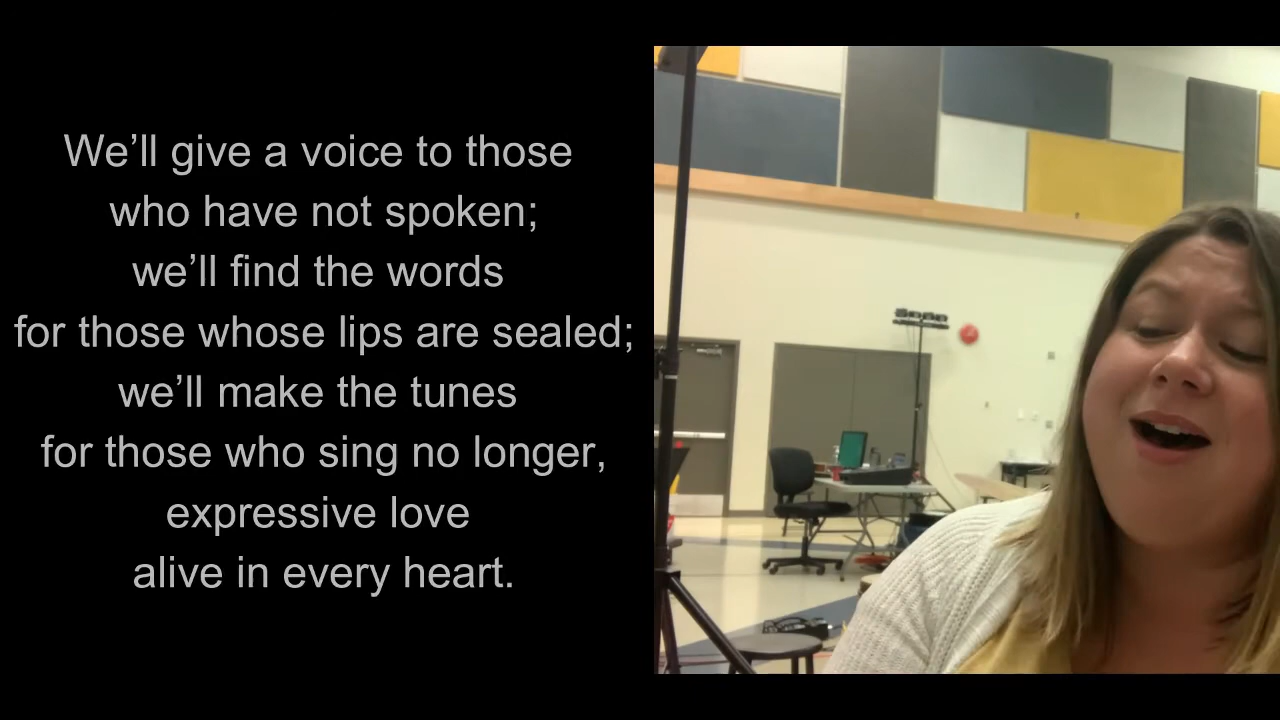 We’ll give a voice to those
who have not spoken;
we’ll find the words
for those whose lips are sealed;
we’ll make the tunes
for those who sing no longer,
expressive love
alive in every heart.